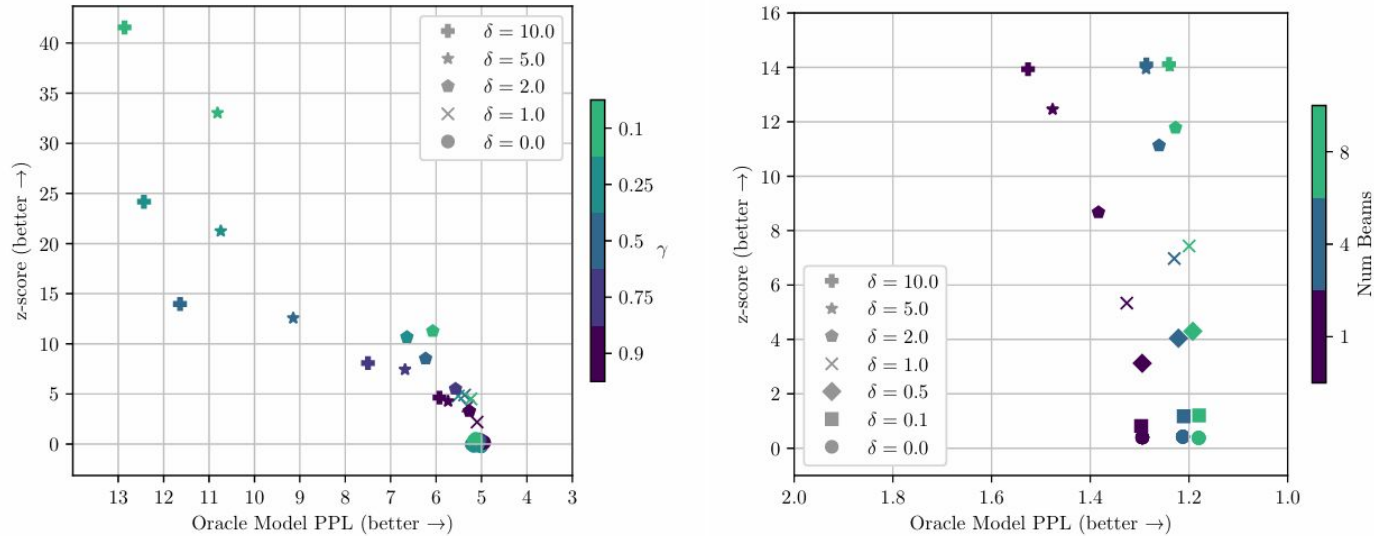 z-score (better →)
40
35
30
25
20
15
10
5
0
13 12 11 10 9 8 7 6 5 4 3
Oracle Model PPL (better →)
δ = 10.0
δ = 5.0
δ = 2.0
δ = 1.0
δ = 0.0
0.1
0.25
0.5
0.75
0.9
γ
z-score (better →)
16
14
12
10
8
6
4
2
0
2.0 1.8 1.6 1.4 1.2 1.0
Oracle Model PPL (better →)
δ = 10.0
δ = 5.0
δ = 2.0
δ = 1.0
δ = 0.5
δ = 0.1
δ = 0.0
8
4
1
Num Beams